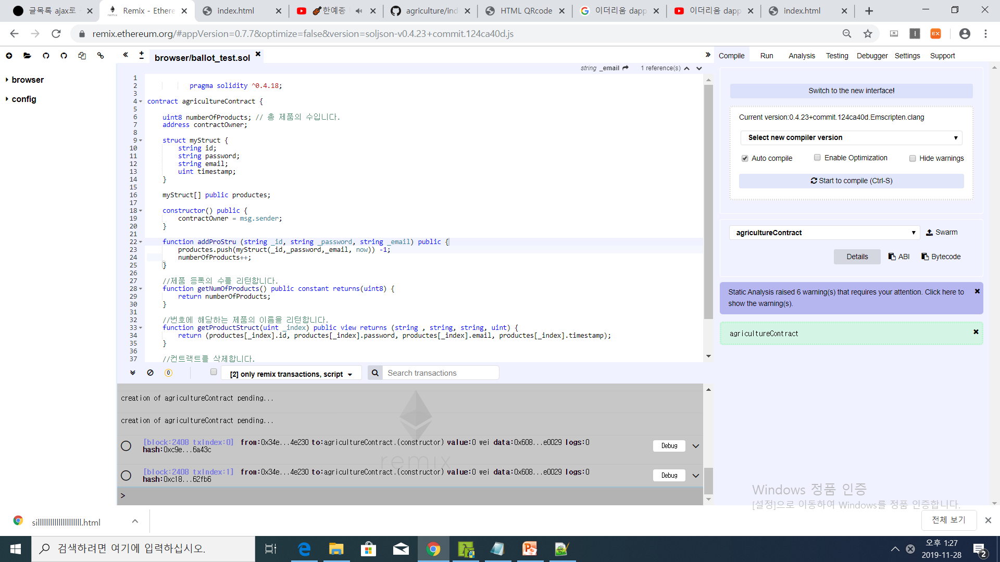 글목록 ajax로
Remix - Ethere
index.html
한예종
agriculture/ind
HTML QRcode
이더리움 dapp
이더리움 dapp
index.html
remix.ethereum.org/#appVersion=0.7.7&optimize=false&version=soljson-v0.4.23+commit.124ca40d.js
browser
config
browser/ballot_test.sol
string _email
1 reference(s)
1
2 pragma solidity ^0.4.18;
3
4 contract agricultureContract {
5
6 uint8 numberOfProducts; // 총 제품의 수입니다.
7 address contractOwner;
8
9 struct myStruct {
10 string id;
11 string password;
12 string email;
13 uint timestamp;
14 }
15
16 myStruct[] public productes;
17
18 constructor() public {
19 contractOwner = msg.sender;
20 }
21
22 function addProStru (string _id, string _password, string _email) public {
23 productes.push(myStruct(_id,_password,_email, now)) -1;
24 numberOfProducts++;
25 }
26
27 //제품 등록의 수를 리턴합니다.
28 function getNumOfProducts() public constant returns(uint8) {
29 return numberOfProducts;
30 }
31
32 //번호에 해당하는 제품의 이름을 리턴합니다.
33 function getProductStruct(uint _index) public view returns (string , string, string, uint) {
34 return (productes[_index].id, productes[_index].password, productes[_index].email, productes[_index].timestamp);
35 }
36
37 //컨트랙트를 삭제합니다.
0
[2] only remix transactions, script
Search transactions
creation of agricultureContract pending...
creation of agricultureContract pending...
[block:2408 txIndex:0] from:0x34e...4e230 to:agricultureContract.(constructor) value:0 wei data:0x608...e0029 logs:0
hash:0xc9e...6a43c
Debug
[block:2408 txIndex:1] from:0x34e...4e230 to:agricultureContract.(constructor) value:0 wei data:0x608...e0029 logs:0
hash:0xc18...62fb6
Debug
remix
>
Compile Run Analysis Testing Debugger Settings Support
Switch to the new interface!
Current version:0.4.23+commit.124ca40d.Emscripten.clang
Select new compiler version
Auto compile
Enable Optimization
Hide warnings
Start to compile (Ctrl-S)
agricultureContract
Swarm
Details
ABI
Bytecode
Static Analysis raised 6 warning(s) that requires your attention. Click here to
show the warning(s).
agricultureContract
Windows 정품 인증
[설정]으로 이동하여 Windows를 정품 인증합니다.
전체 보기
검색하려면 여기에 입력하십시오.
오후 1:27
2019-11-28
2